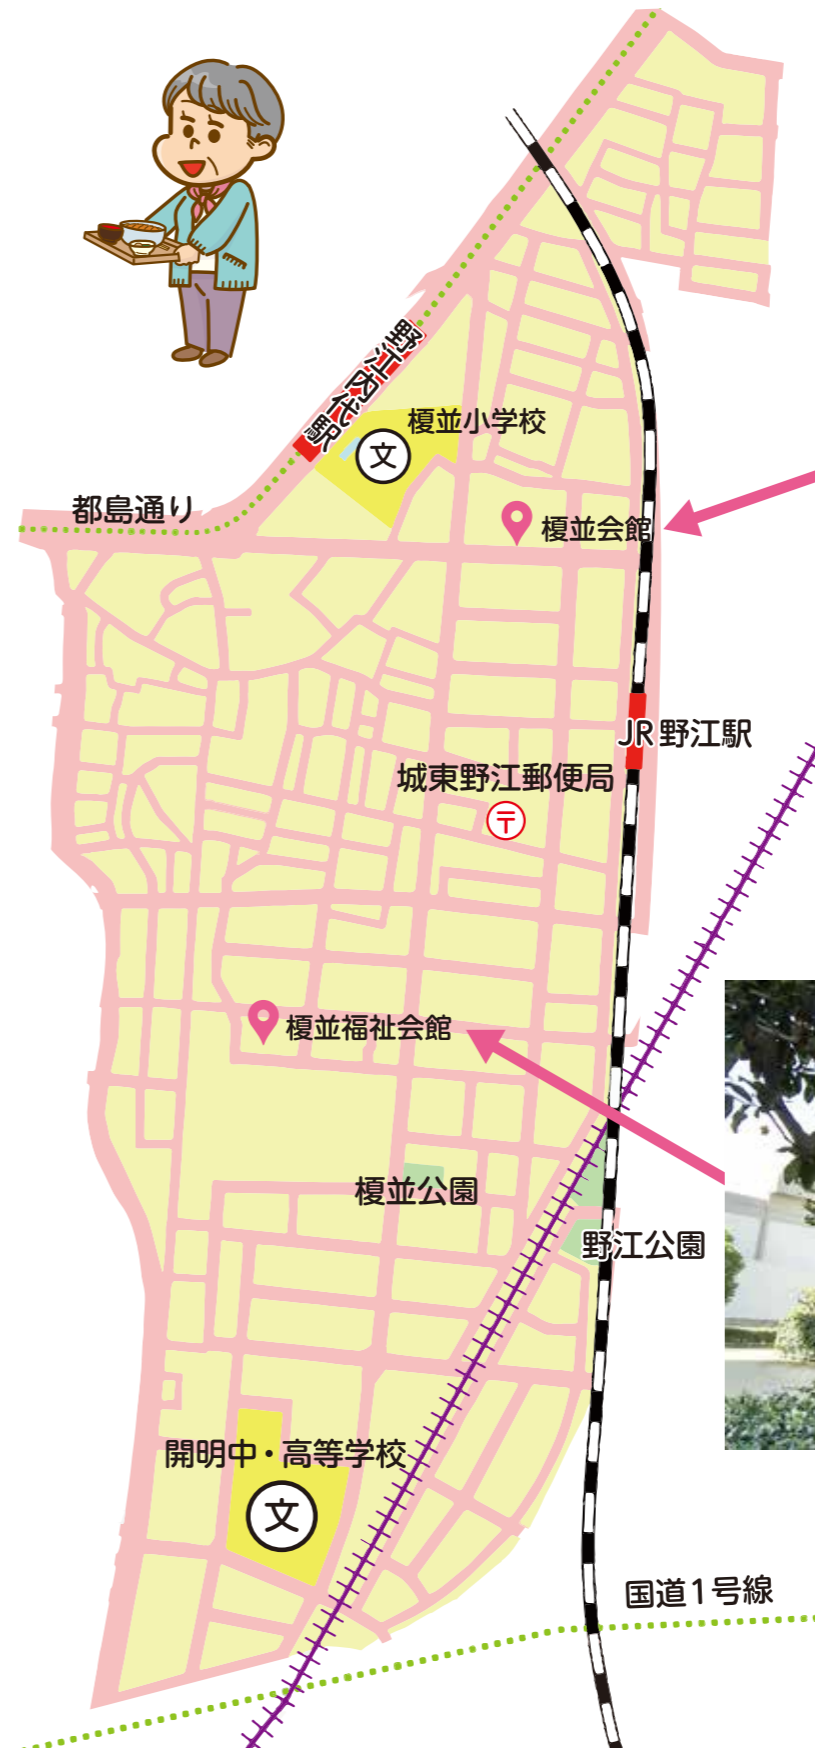 野江内代駅
榎並小学校
文
都島通り
榎並会館
JR野江駅
城東野江郵便局
〒
榎並福祉会館
榎並公園
野江公園
開明中・高等学校
文
国道1号線